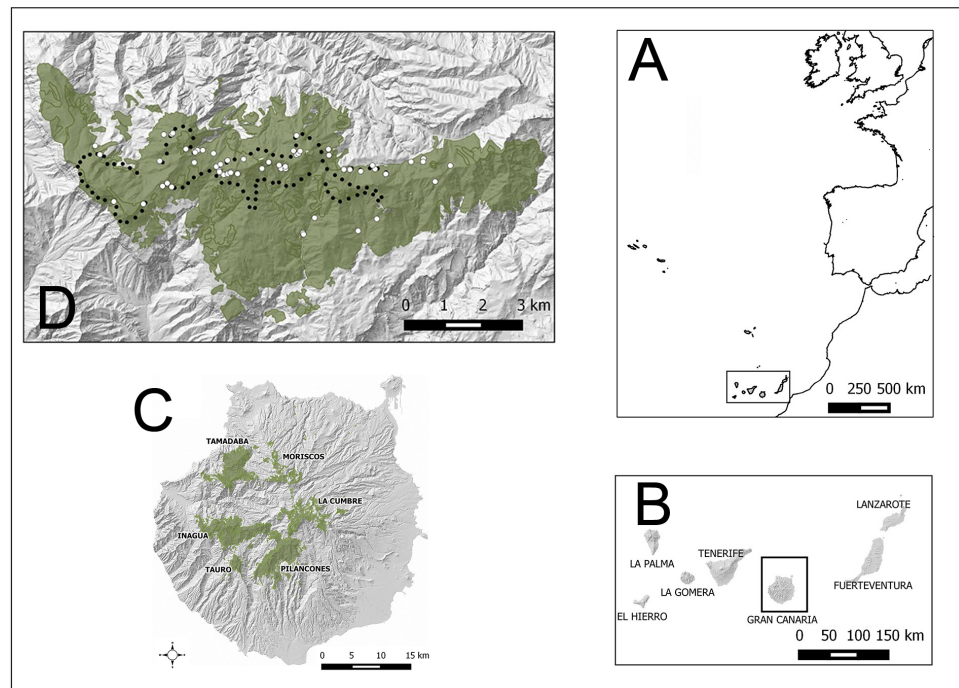 A
0 250 500 km
D
0 1 2 3 km
C
TAMADABA
MORISCOS
LA CUMBRE
INAGUA
TAURO
PILANCONES
0 5 10 15 km
B
LANZAROTE
LA PALMA
TENERIFE
LA GOMERA
FUERTEVENTURA
EL HIERRO
GRAN CANARIA
0 50 100 150 km